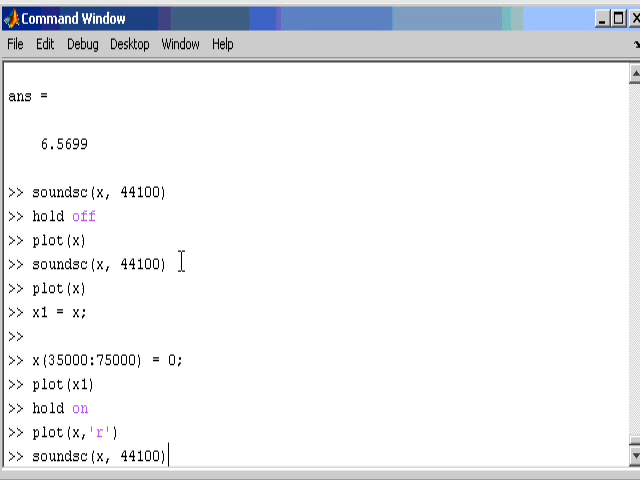 Command Window
File Edit Debug Desktop Window Help
ans =
6.5699
>> soundsc(x, 44100)
>> hold off
>> plot(x)
>> soundsc(x, 44100)
>> plot(x)
>> x1 = x;
>>
>> x(35000:75000) = 0;
>> plot(x1)
>> hold on
>> plot(x,'r')
>> soundsc(x, 44100)